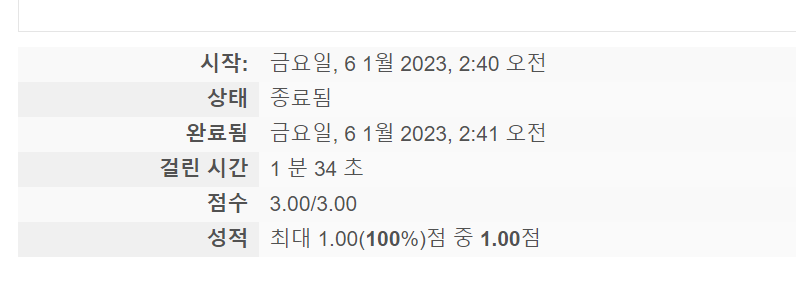 시작: 금요일, 6 1월 2023, 2:40 오전
상태 종료됨
완료됨 금요일, 6 1월 2023, 2:41 오전
걸린 시간 1 분 34 초
점수 3.00/3.00
성적 최대 1.00(100%)점 중 1.00점